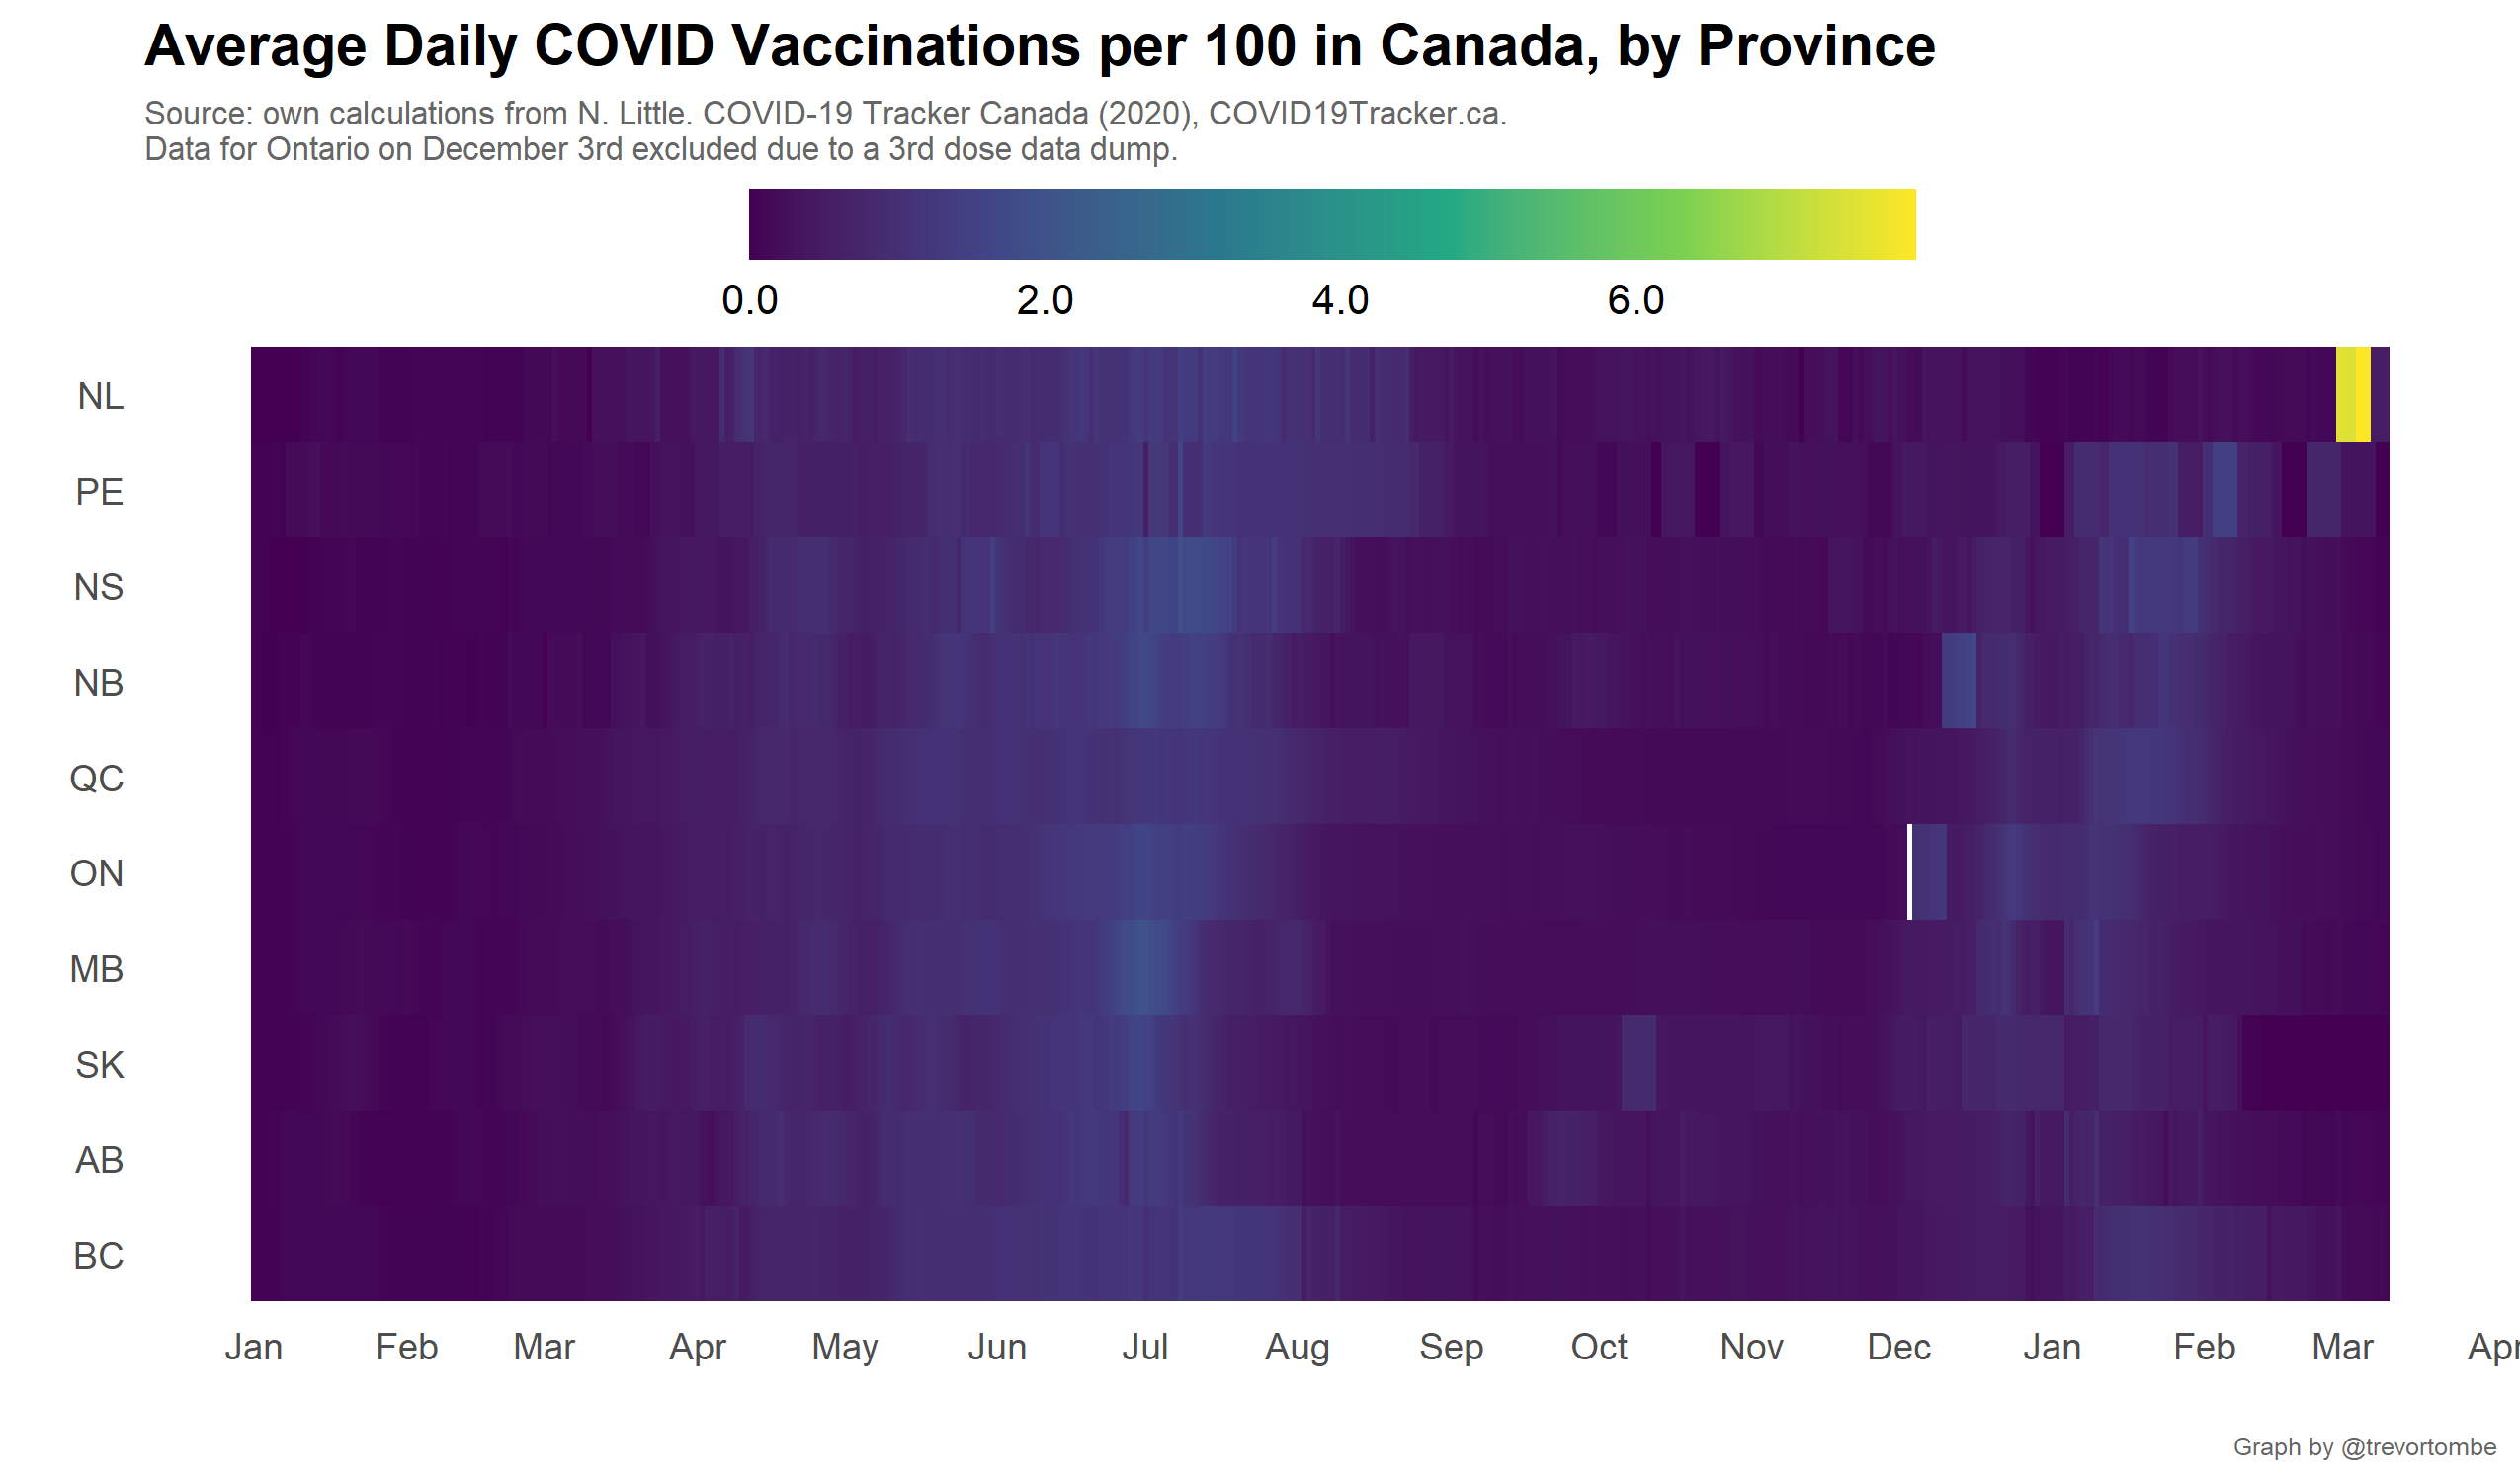 Average Daily COVID Vaccinations per 100 in Canada, by Province
Source: own calculations from N. Little. COVID-19 Tracker Canada (2020), COVID19Tracker.ca.
Data for Ontario on December 3rd excluded due to a 3rd dose data dump.
0.0 2.0 4.0 6.0
NL
PE
NS
NB
QC
ON
MB
SK
AB
BC
Jan Feb Mar Apr May Jun Jul Aug Sep Oct Nov Dec Jan Feb Mar Apr
Graph by @trevortombe